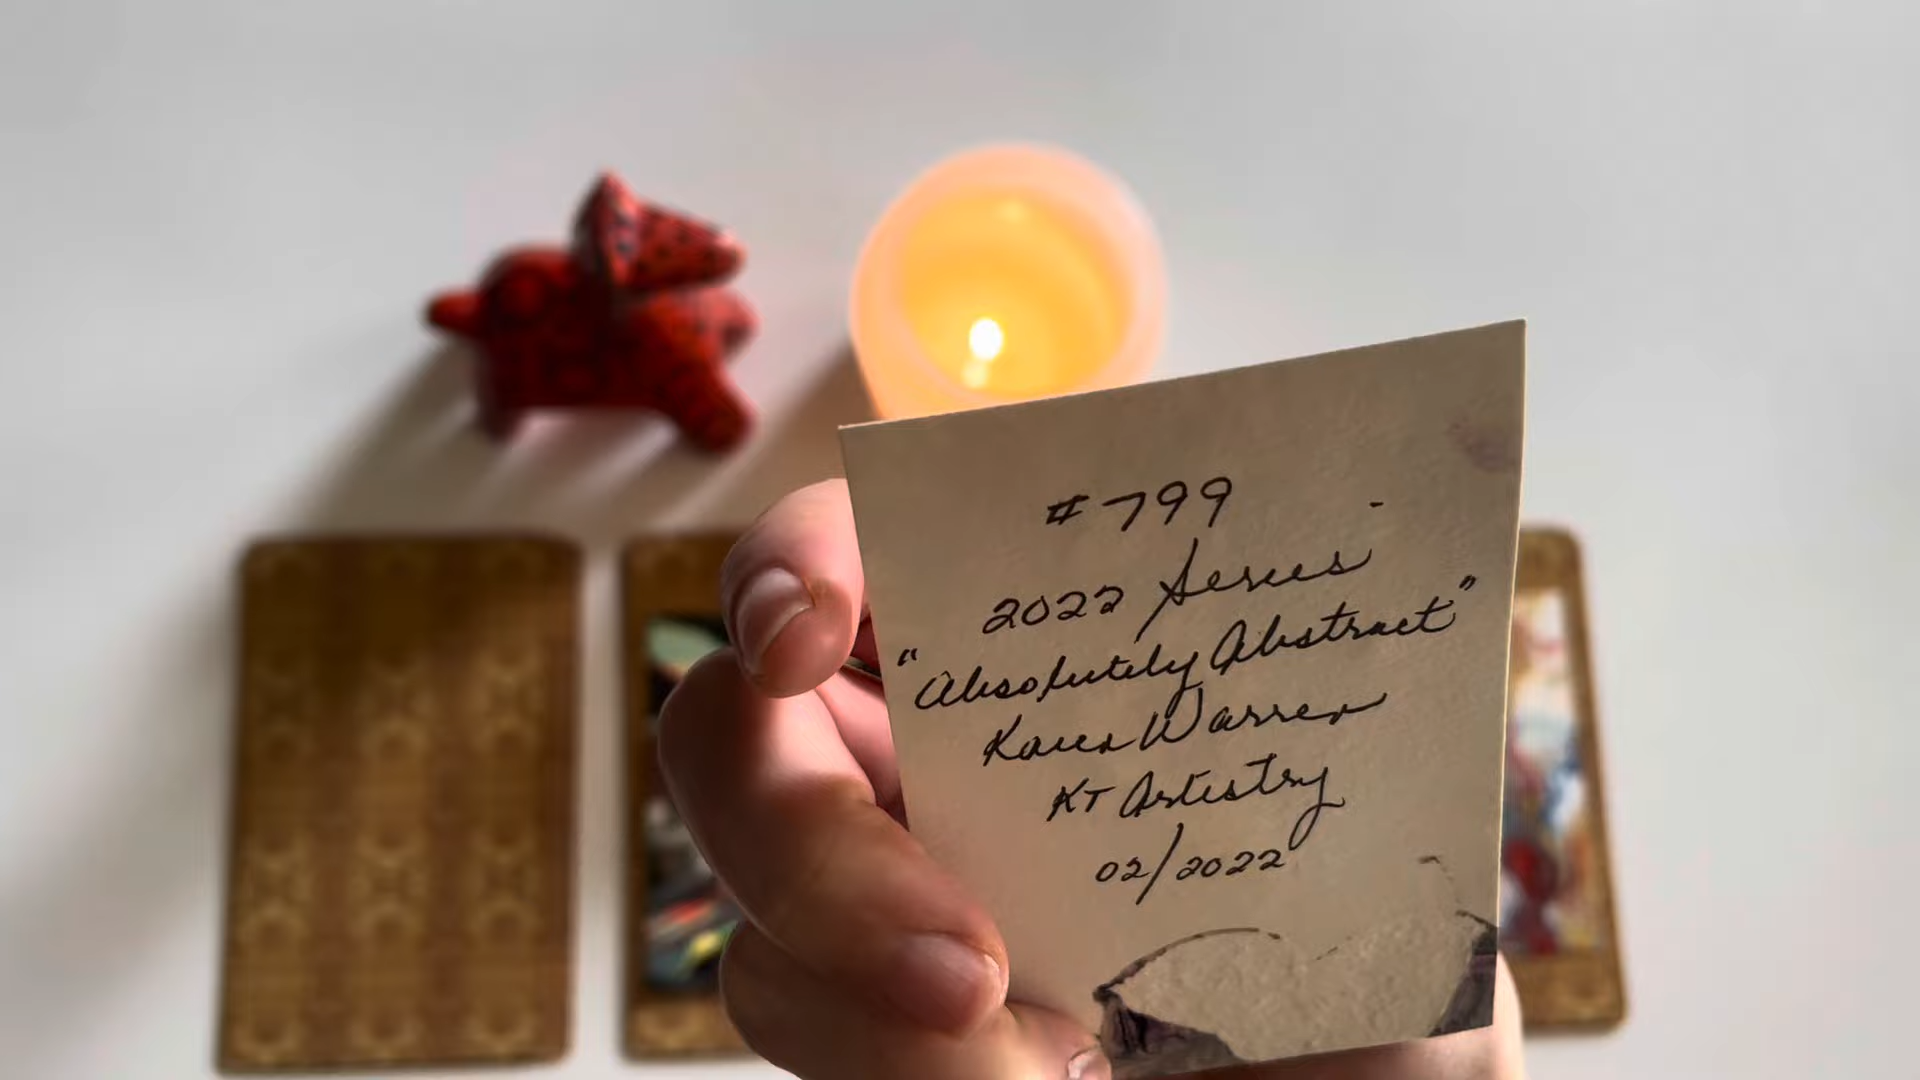 #799
2022 Series
"Absolutely Abstract"
Karen Warren
KT Artistry
02/2022